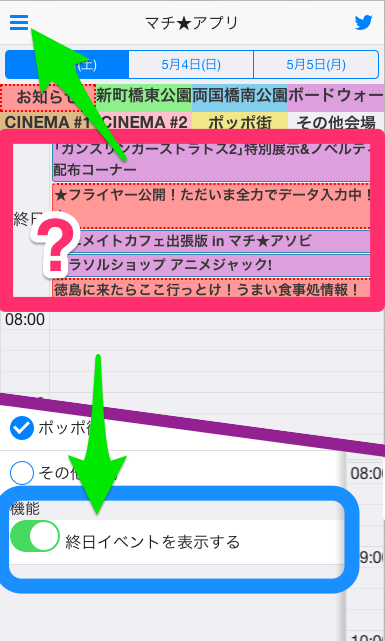 マチ★アプリ
(土)
5月4日(日)
5月5日(月)
お知らせ
新町橋東公園
両国橋南公園
ボードウォー
CINEMA #1
CINEMA #2
ポッポ街
その他会場
終日
「ガンスリンガーストラトス2」特別展示&ノベルテ
配布コーナー
★フライヤー公開！ただいま全力でデータ入力中！
ニメイトカフェ出張版 in マチ★アソビ
ラソルショップ アニメジャック!
徳島に来たらここ行っとけ！うまい食事処情報！
?
08:00
ポッポ街
その他
08:0
機能
終日イベントを表示する
9:00
10:0